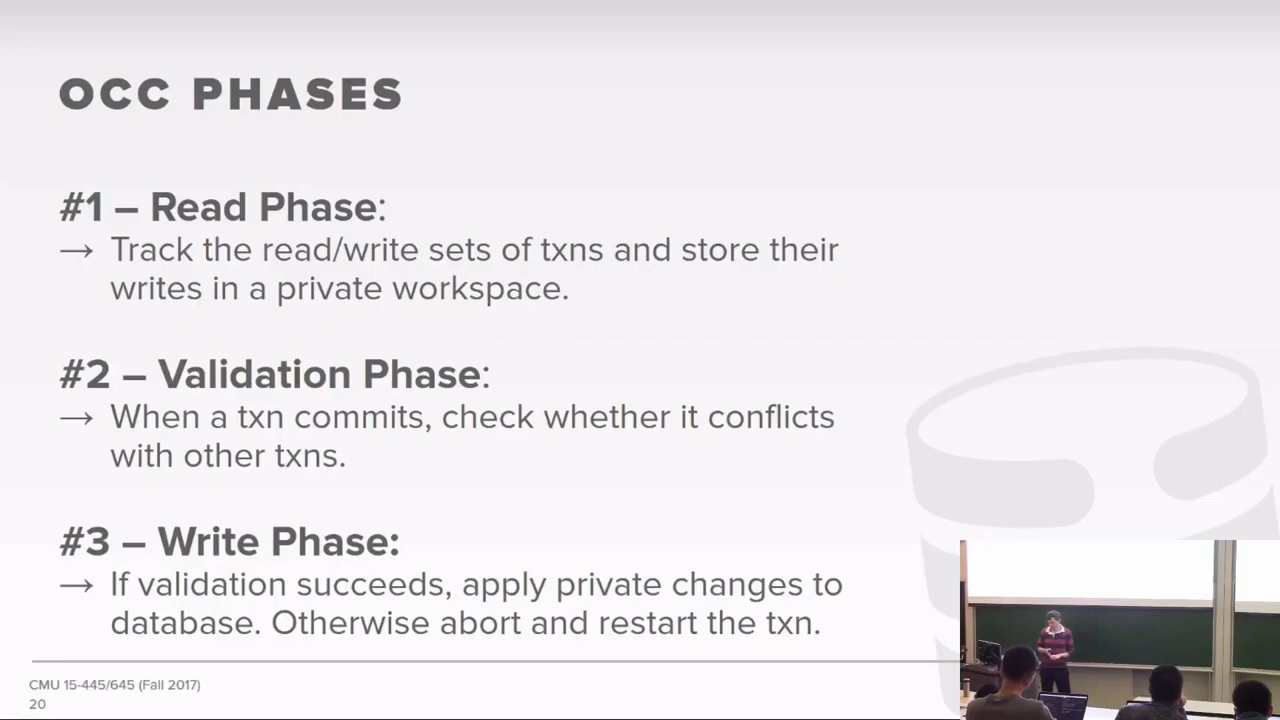 OCC PHASES
#1 – Read Phase:
→ Track the read/write sets of txns and store their
writes in a private workspace.
#2 – Validation Phase:
→ When a txn commits, check whether it conflicts
with other txns.
#3 – Write Phase:
→ If validation succeeds, apply private changes to
database. Otherwise abort and restart the txn.
CMU 15-445/645 (Fall 2017)
20